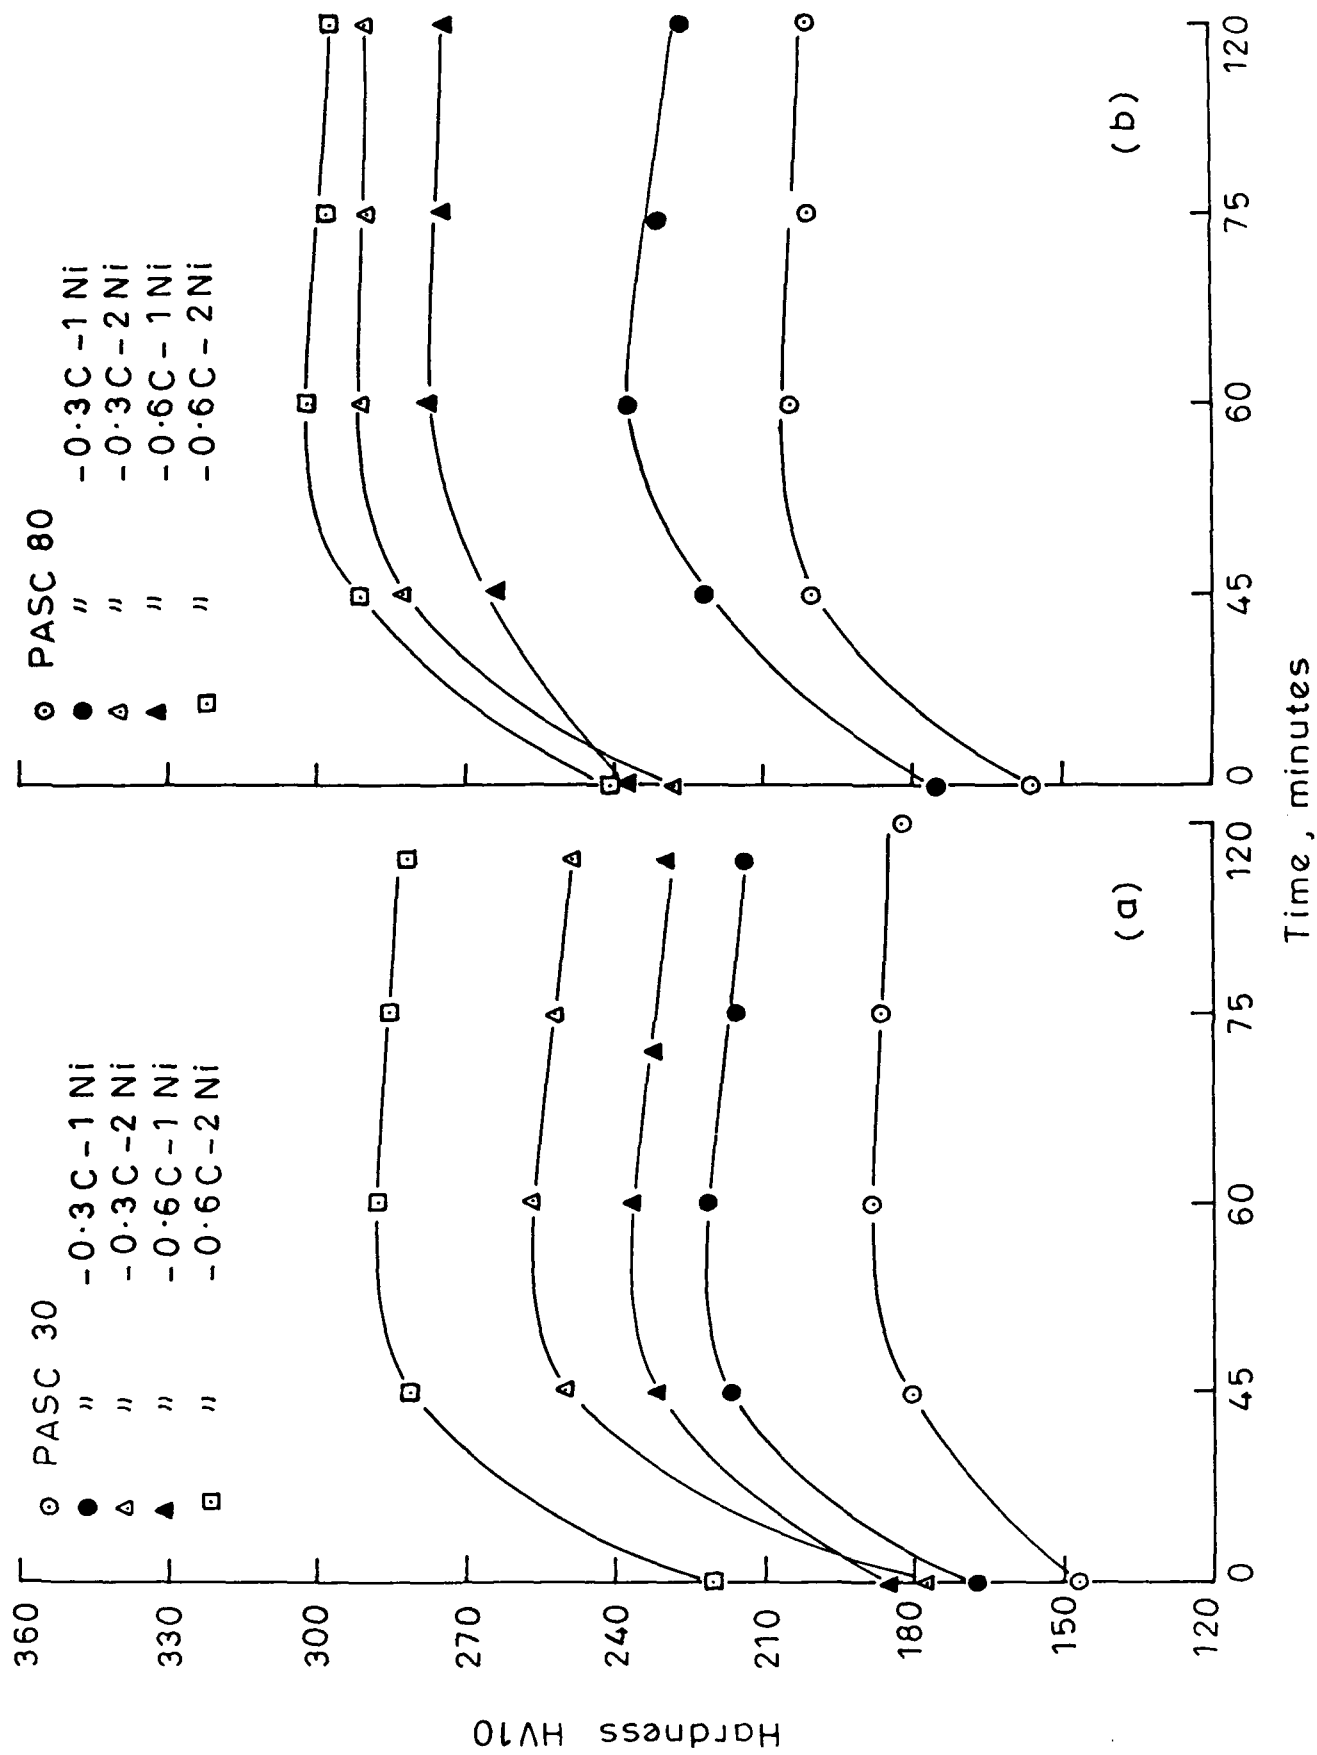 ⊙ PASC 30
● " -0·3C-1Ni
△ " -0·3C-2Ni
▲ " -0·6C-1Ni
⊡ " -0·6C-2Ni
⊙ PASC 80
● " -0·3C-1Ni
△ " -0·3C-2Ni
▲ " -0·6C-1Ni
⊡ " -0·6C-2Ni
Hardness HV10
360
330
300
270
240
210
180
150
120
(a)
(b)
0 45 60 75 120 0 45 60 75 120
Time, minutes